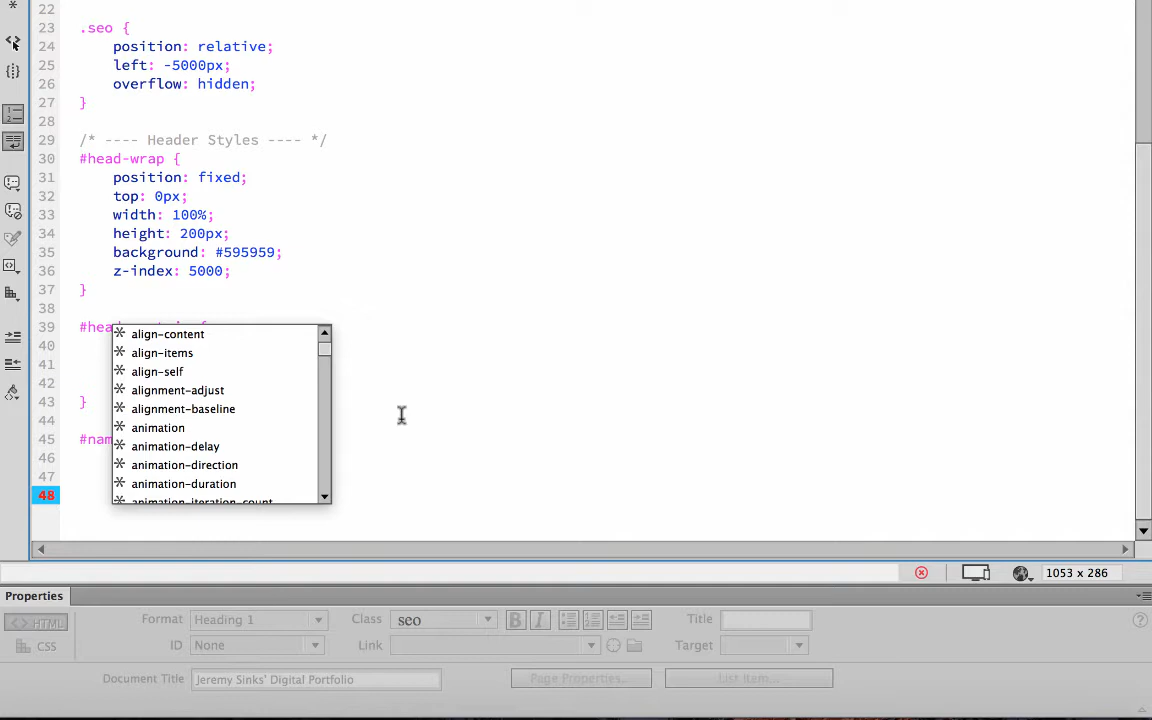 22
23 .seo {
24 position: relative;
25 left: -5000px;
26 overflow: hidden;
27 }
28
29 /* ---- Header Styles ---- */
30 #head-wrap {
31 position: fixed;
32 top: 0px;
33 width: 100%;
34 height: 200px;
35 background: #595959;
36 z-index: 5000;
37 }
38
39 #hea
align-content
40
align-items
41
align-self
42
alignment-adjust
43 }
alignment-baseline
44
animation
45 #nam
animation-delay
46
animation-direction
47
animation-duration
48
animation-iteration-count
1053 x 286
Properties
<> HTML Format Heading 1 Class seo B I Title
CSS ID None Link Target
Document Title Jeremy Sinks' Digital Portfolio Page Properties... List Item...